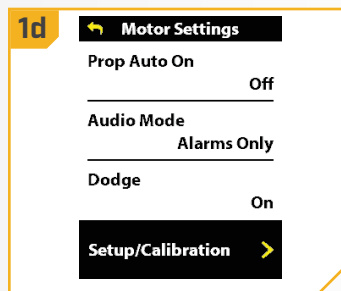 1d
Motor Settings
Prop Auto On
Off
Audio Mode
Alarms Only
Dodge
On
Setup/Calibration